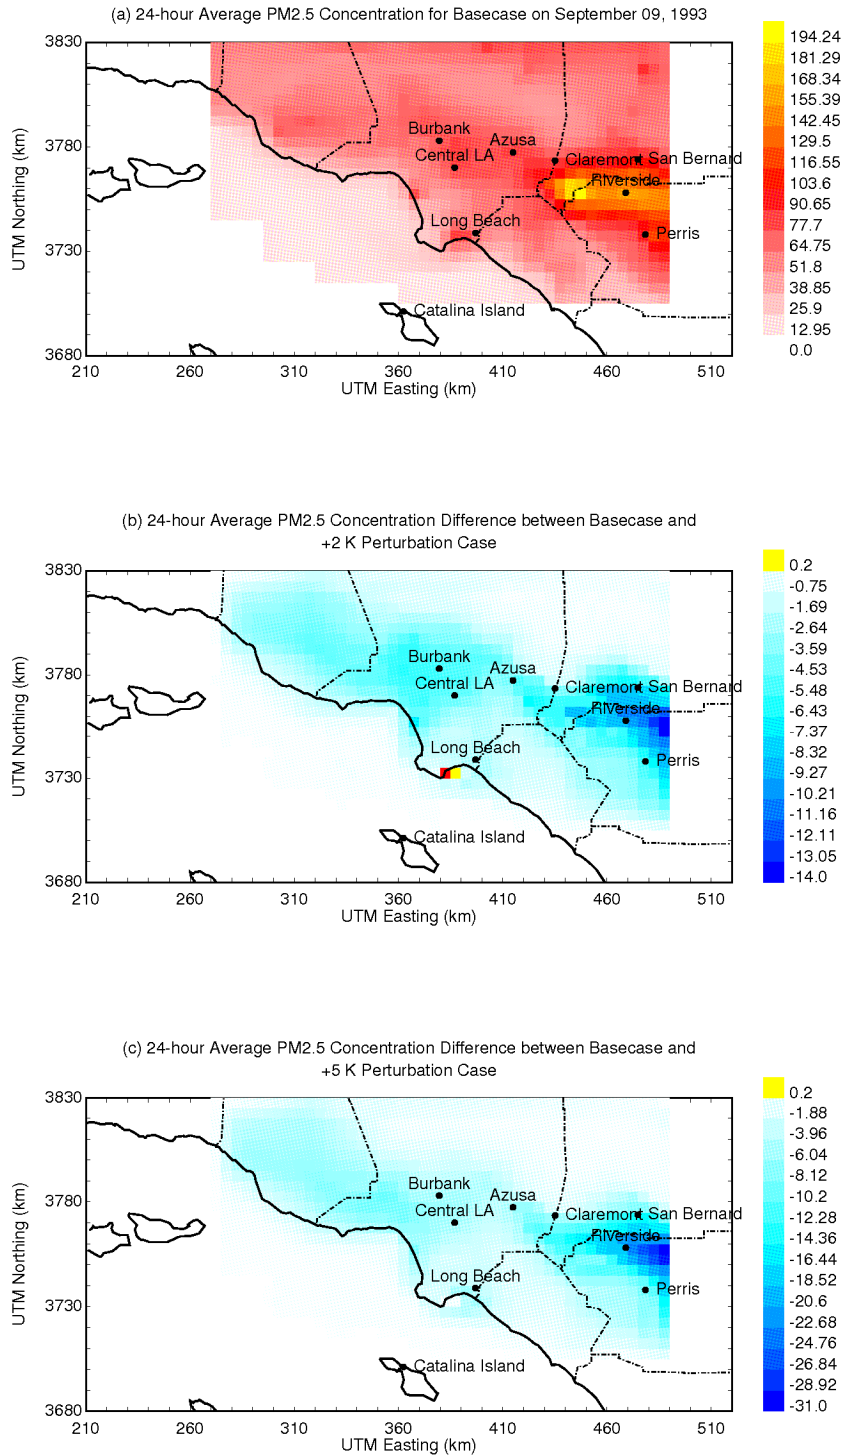 (a) 24-hour Average PM2.5 Concentration for Basecase on September 09, 1993
3830
3780
3730
3680
UTM Northing (km)
210 260 310 360 410 460 510
UTM Easting (km)
Burbank
Azusa
Central LA
Claremont San Bernard
Riverside
Long Beach
Perris
Catalina Island
194.24
181.29
168.34
155.39
142.45
129.5
116.55
103.6
90.65
77.7
64.75
51.8
38.85
25.9
12.95
0.0
(b) 24-hour Average PM2.5 Concentration Difference between Basecase and
+2 K Perturbation Case
3830
3780
3730
3680
UTM Northing (km)
210 260 310 360 410 460 510
UTM Easting (km)
Burbank
Azusa
Central LA
Claremont San Bernard
Riverside
Long Beach
Perris
Catalina Island
0.2
-0.75
-1.69
-2.64
-3.59
-4.53
-5.48
-6.43
-7.37
-8.32
-9.27
-10.21
-11.16
-12.11
-13.05
-14.0
(c) 24-hour Average PM2.5 Concentration Difference between Basecase and
+5 K Perturbation Case
3830
3780
3730
3680
UTM Northing (km)
210 260 310 360 410 460 510
UTM Easting (km)
Burbank
Azusa
Central LA
Claremont San Bernard
Riverside
Long Beach
Perris
Catalina Island
0.2
-1.88
-3.96
-6.04
-8.12
-10.2
-12.28
-14.36
-16.44
-18.52
-20.6
-22.68
-24.76
-26.84
-28.92
-31.0